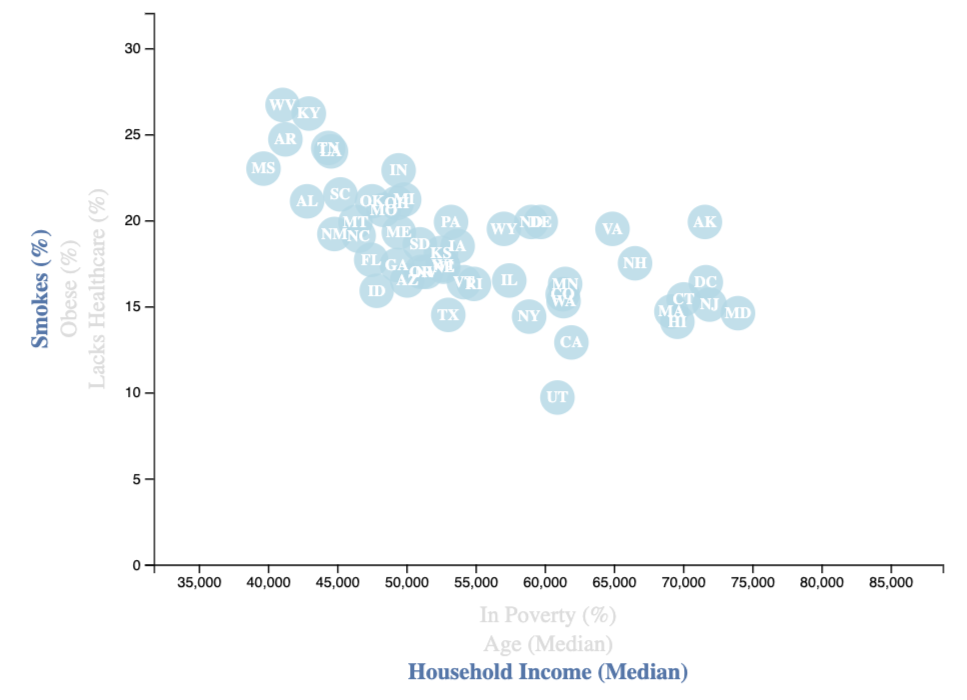 30
25
20
15
10
5
0
WV
KY
AR
TN
LA
MS
IN
AL
SC
OK
MI
MO
MT
NM
NC
ME
PA
WY
DE
VA
AK
SD
IA
KS
FL
GA
AZ
ID
VT
RI
IL
MN
WA
NH
DC
CT
NJ
MA
HI
MD
TX
NY
CA
UT
35,000 40,000 45,000 50,000 55,000 60,000 65,000 70,000 75,000 80,000 85,000
Smokes (%)
Obese (%)
Lacks Healthcare (%)
In Poverty (%)
Age (Median)
Household Income (Median)